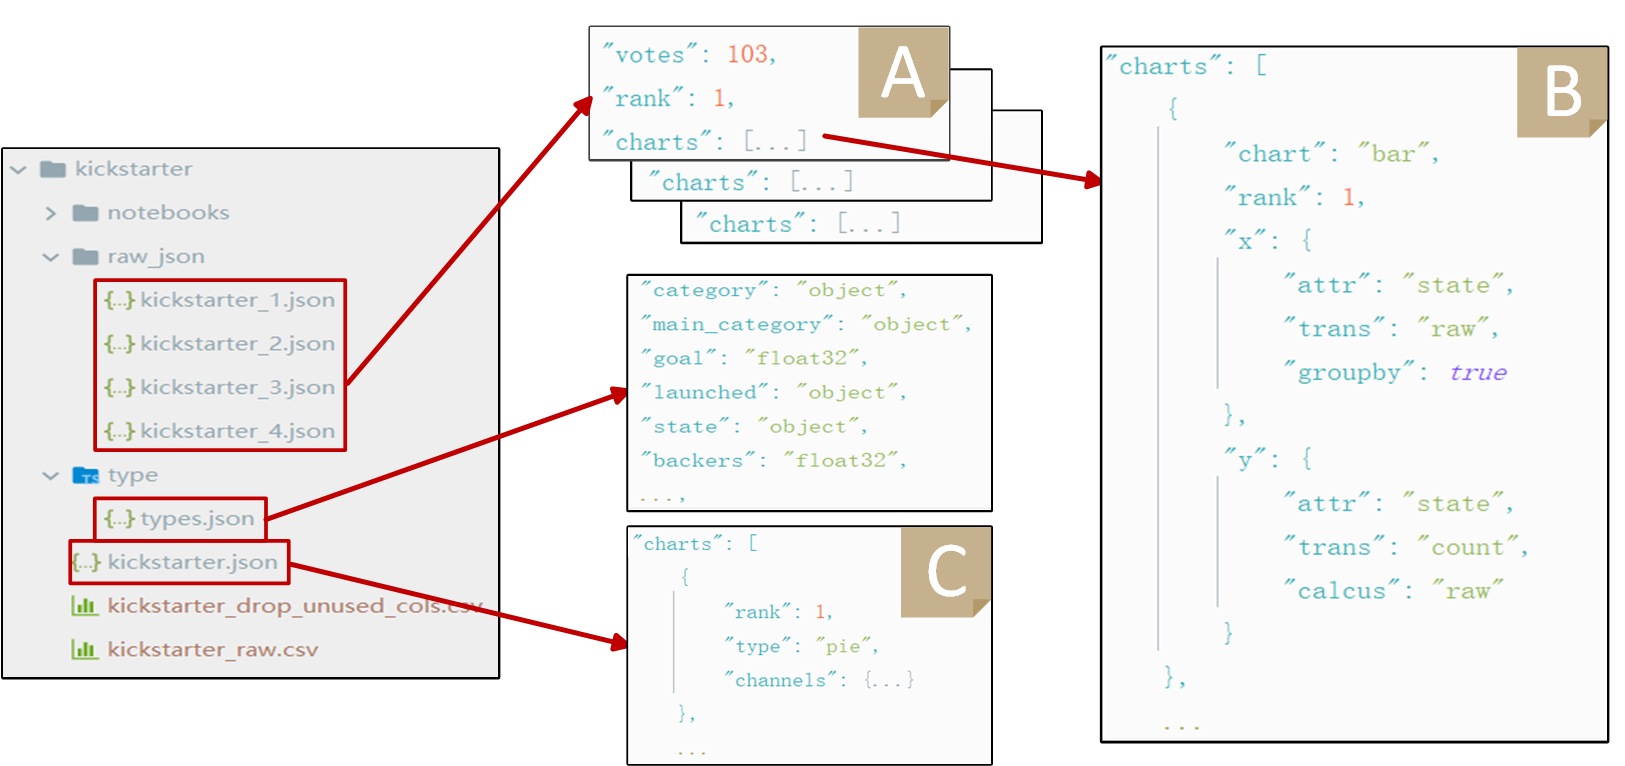 kickstarter
notebooks
raw_json
{...} kickstarter_1.json
{...} kickstarter_2.json
{...} kickstarter_3.json
{...} kickstarter_4.json
type
TS
{...} types.json
{...} kickstarter.json
kickstarter_drop_unused_cols.csv
kickstarter_raw.csv
A
"votes": 103,
"rank": 1,
"charts": [...]
"charts": [...]
"charts": [...]
"category": "object",
"main_category": "object",
"goal": "float32",
"launched": "object",
"state": "object",
"backers": "float32",
...,
C
"charts": [
{
"rank": 1,
"type": "pie",
"channels": {...}
},
...
B
"charts": [
{
"chart": "bar",
"rank": 1,
"x": {
"attr": "state",
"trans": "raw",
"groupby": true
},
"y": {
"attr": "state",
"trans": "count",
"calcus": "raw"
}
},
...